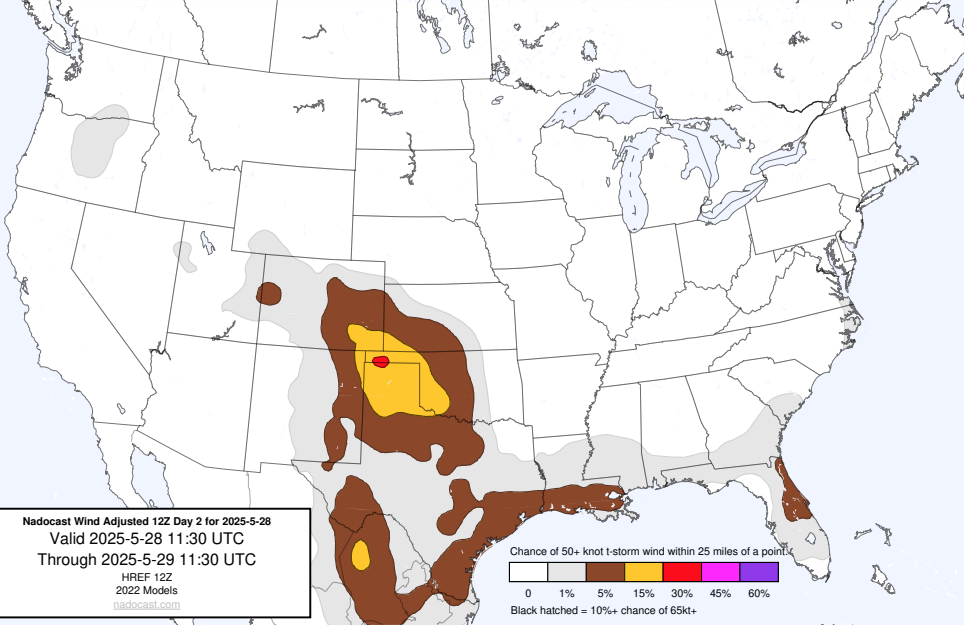 Nadocast Wind Adjusted 12Z Day 2 for 2025-5-28
Valid 2025-5-28 11:30 UTC
Through 2025-5-29 11:30 UTC
HREF 12Z
2022 Models
nadocast.com
Chance of 50+ knot t-storm wind within 25 miles of a point.
0 1% 5% 15% 30% 45% 60%
Black hatched = 10%+ chance of 65kt+